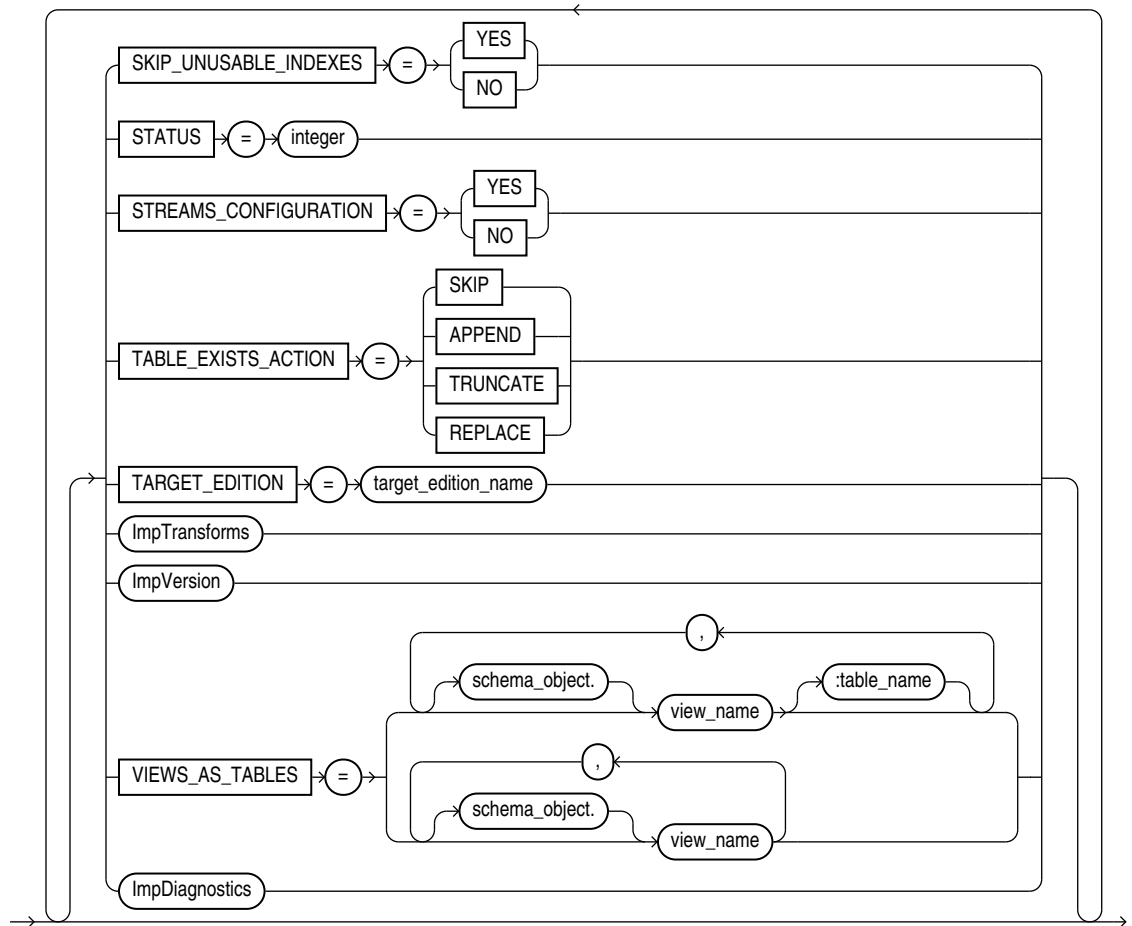 YES
SKIP_UNUSABLE_INDEXES =
NO
STATUS = integer
YES
STREAMS_CONFIGURATION =
NO
SKIP
APPEND
TABLE_EXISTS_ACTION =
TRUNCATE
REPLACE
TARGET_EDITION = target_edition_name
ImpTransforms
ImpVersion
,
schema_object. :table_name
view_name
,
VIEWS_AS_TABLES =
schema_object.
view_name
ImpDiagnostics